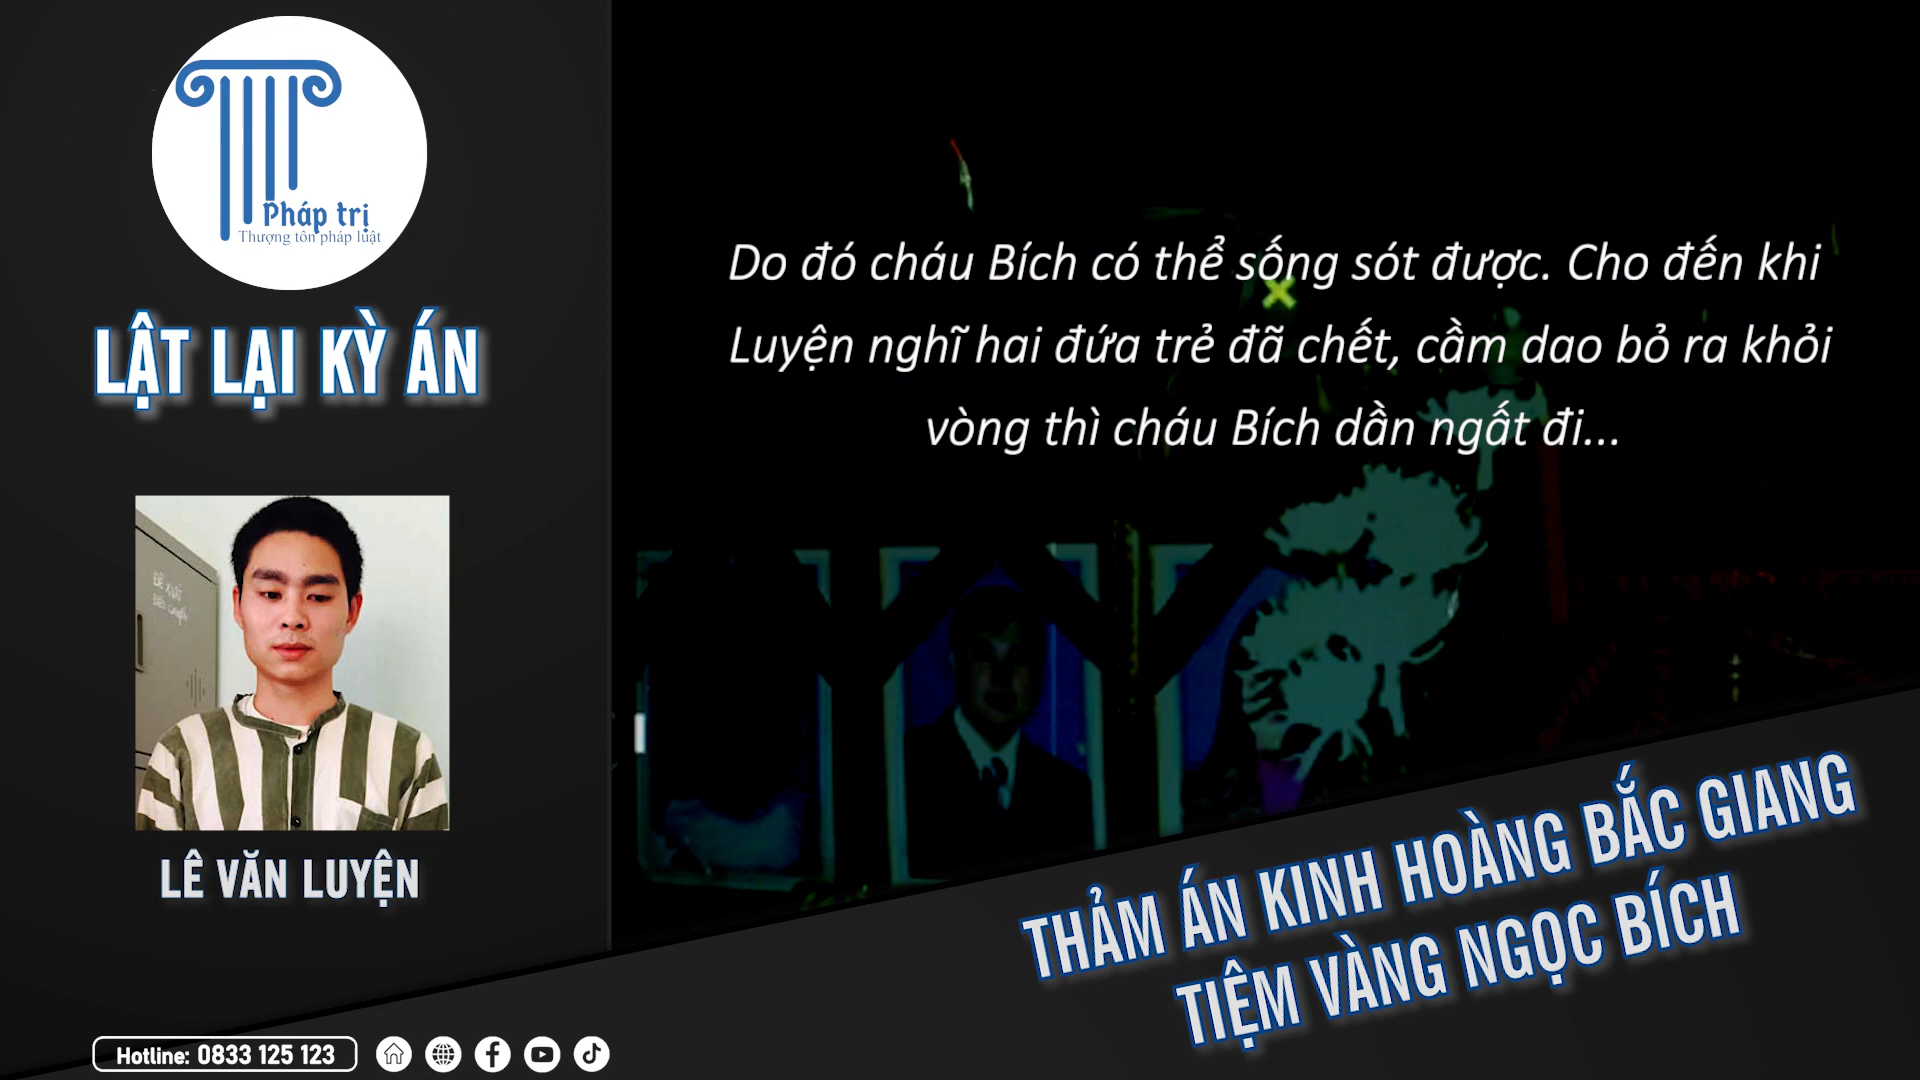 Pháp trị
Thượng tôn pháp luật
LẬT LẠI KỲ ÁN
Do đó cháu Bích có thể sống sót được. Cho đến khi
Luyện nghĩ hai đứa trẻ đã chết, cầm dao bỏ ra khỏi
vòng thì cháu Bích dần ngất đi...
LÊ VĂN LUYỆN
THẢM ÁN KINH HOÀNG BẮC GIANG
TIỆM VÀNG NGỌC BÍCH
Hotline: 0833 125 123